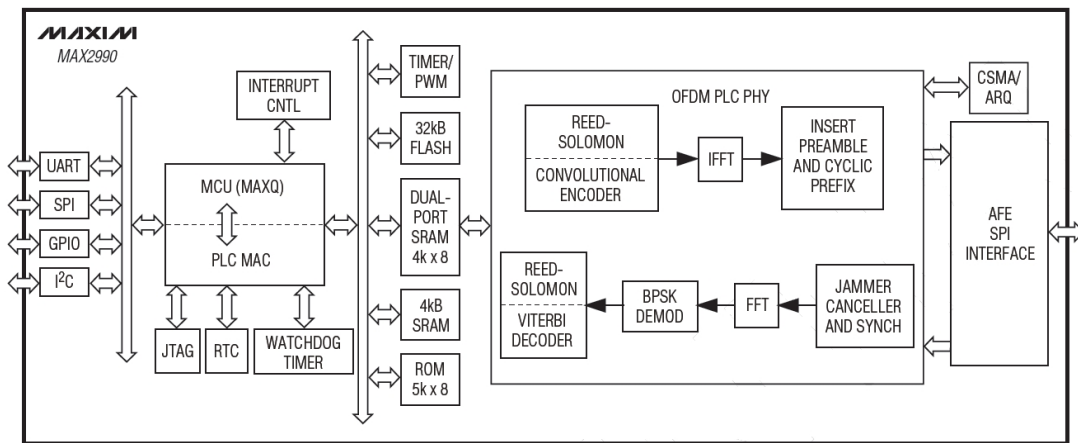 MAXIM
MAX2990
INTERRUPT
CNTL
UART
SPI
GPIO
I²C
MCU (MAXQ)
PLC MAC
JTAG
RTC
WATCHDOG
TIMER
TIMER/
PWM
32kB
FLASH
DUAL-
PORT
SRAM
4k x 8
4kB
SRAM
ROM
5k x 8
OFDM PLC PHY
REED-
SOLOMON
CONVOLUTIONAL
ENCODER
IFFT
INSERT
PREAMBLE
AND CYCLIC
PREFIX
REED-
SOLOMON
VITERBI
DECODER
BPSK
DEMOD
FFT
JAMMER
CANCELLER
AND SYNCH
CSMA/
ARQ
AFE
SPI
INTERFACE